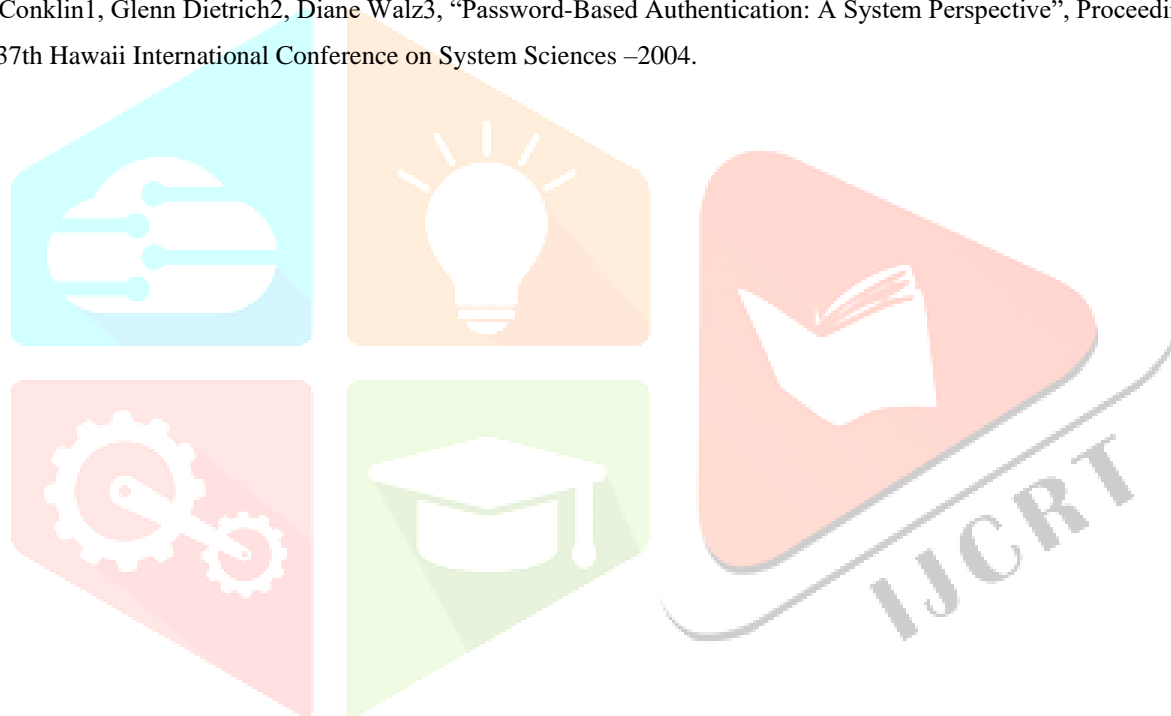 Conklin1, Glenn Dietrich2, Diane Walz3, “Password-Based Authentication: A System Perspective”,
37th Hawaii International Conference on System Sciences –2004.
IJCRT